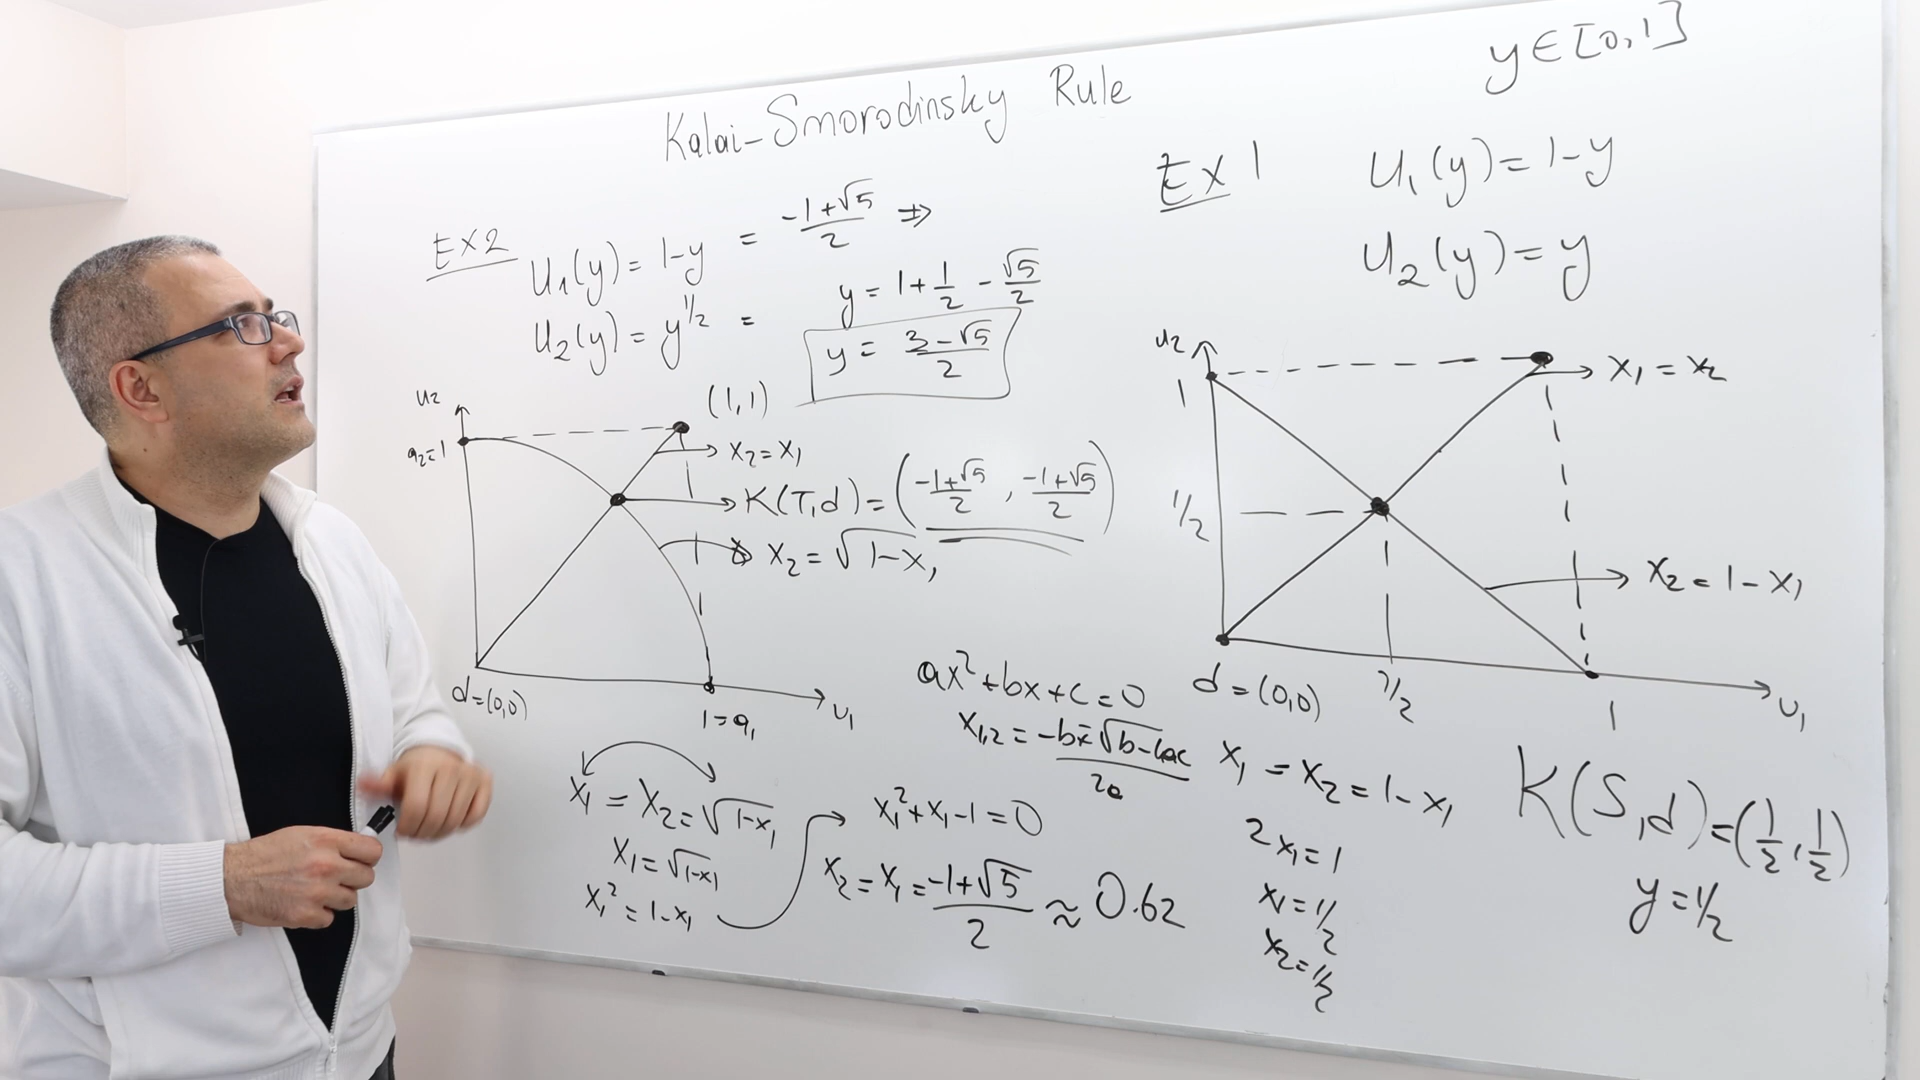 Kalai-Smorodinsky Rule
y∈[0,1]
EX2
U₁(y) = 1-y = (-1+√5)/2 ⇒
U₂(y) = y^1/2 =
y = 1+1/2 - √5/2
y = (3-√5)/2
u₂
a₂=1
(1,1)
x₂=x₁
K(T,d) = ((-1+√5)/2, (-1+√5)/2)
x₂ = √(1-x₁)
d=(0,0)
1=a₁
U₁
x₁ = x₂ = √(1-x₁)
x₁ = √(1-x₁)
x₁² = 1-x₁
x₁²+x₁-1=0
x₂=x₁=(-1+√5)/2 ≈ 0.62
ax²+bx+c=0
EX 1
U₁(y) = 1-y
U₂(y) = y
u₂
1
x₁ = x₂
1/2
x₂ = 1-x₁
d=(0,0)
1/2
1
U₁
x₁ = x₂ = 1-x₁
2x₁=1
x₁=1/2
x₂=1/2
K(S,d)=(1/2,1/2)
y=1/2